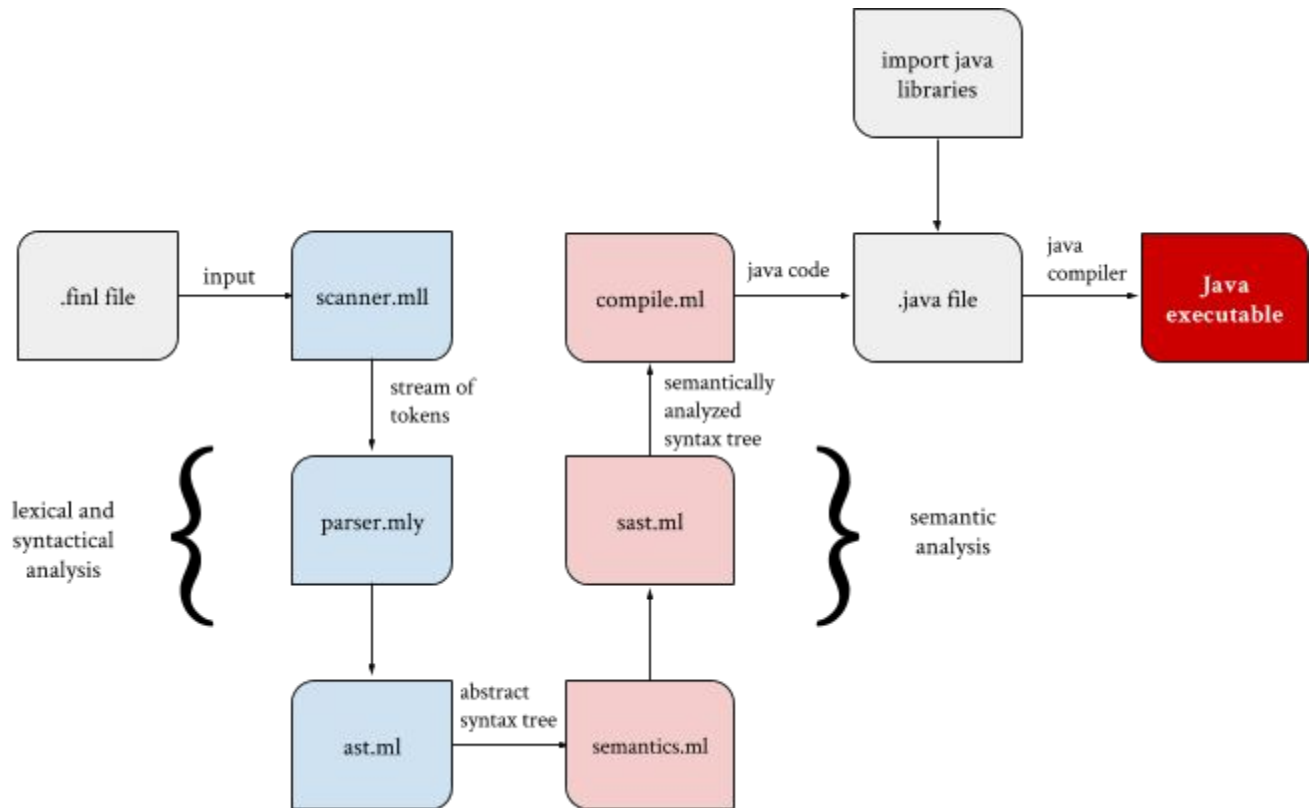 import java
libraries
.finl file
input
scanner.mll
compile.ml
java code
.java file
java
compiler
Java
executable
stream of
tokens
semantically
analyzed
syntax tree
lexical and
syntactical
analysis
{
parser.mly
sast.ml
}
semantic
analysis
ast.ml
abstract
syntax tree
semantics.ml